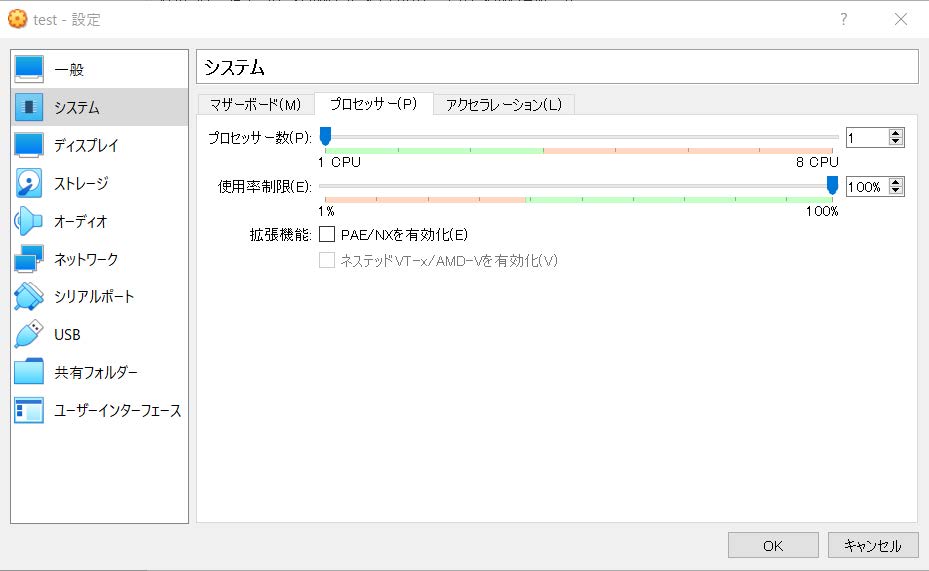 test - 設定
?
一般
システム
ディスプレイ
ストレージ
オーディオ
ネットワーク
シリアルポート
USB
共有フォルダー
ユーザーインターフェース
システム
マザーボード(M) プロセッサー(P) アクセラレーション(L)
プロセッサー数(P): 1
1 CPU 8 CPU
使用率制限(E): 100%
1% 100%
拡張機能: PAE/NXを有効化(E)
ネステッドVT-x/AMD-Vを有効化(V)
OK キャンセル